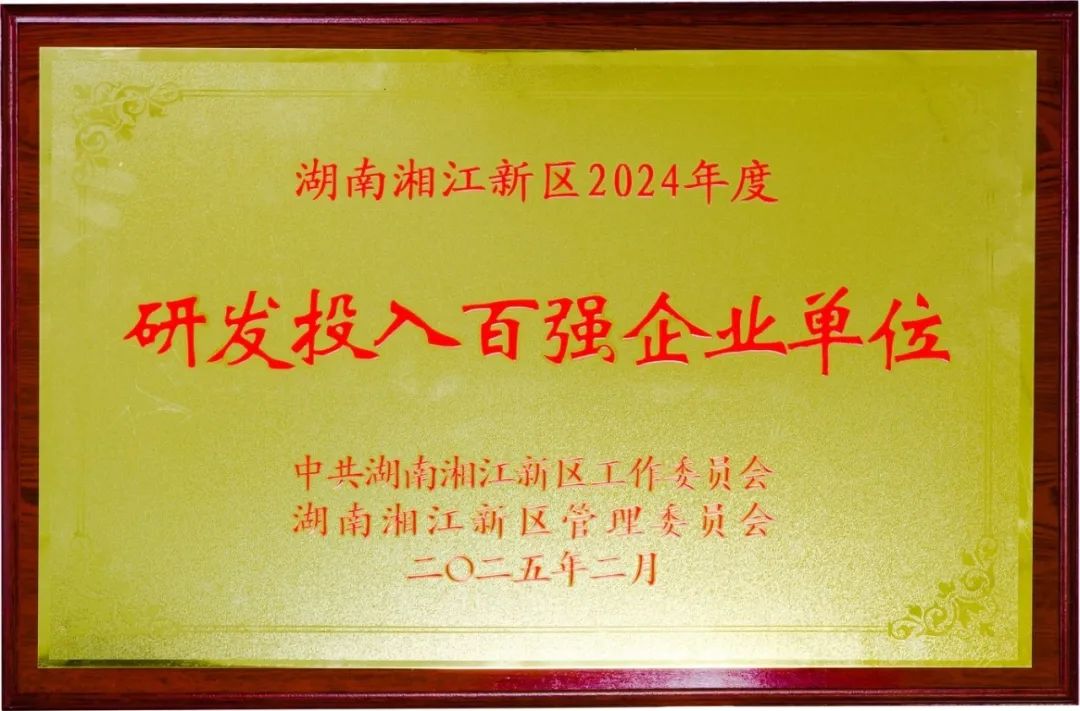 湖南湘江新区2024年度
研发投入百强企业单位
中共湖南湘江新区工作委员会
湖南湘江新区管理委员会
二〇二五年二月